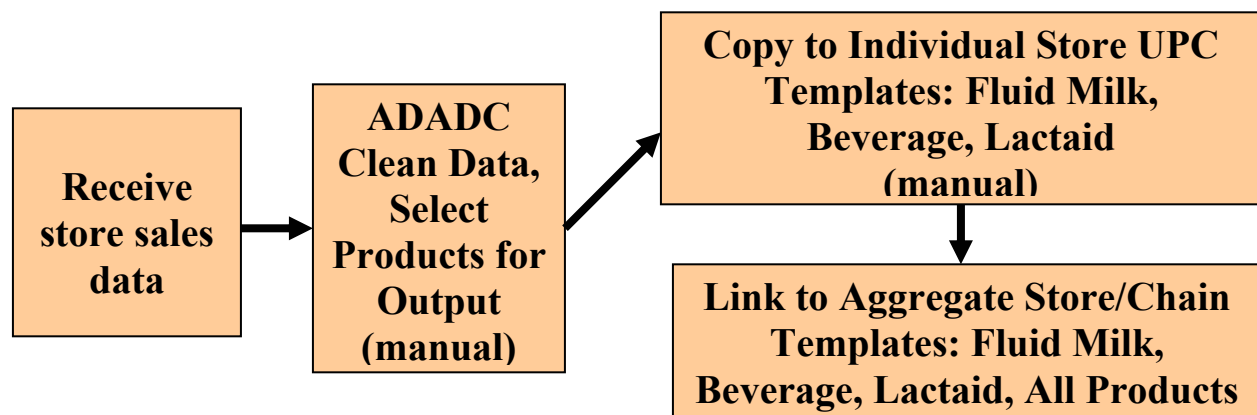 Receive
store sales
data
ADADC
Clean Data,
Select
Products for
Output
(manual)
Copy to Individual Store UPC
Templates: Fluid Milk,
Beverage, Lactaid
(manual)
Link to Aggregate Store/Chain
Templates: Fluid Milk,
Beverage, Lactaid, All Products